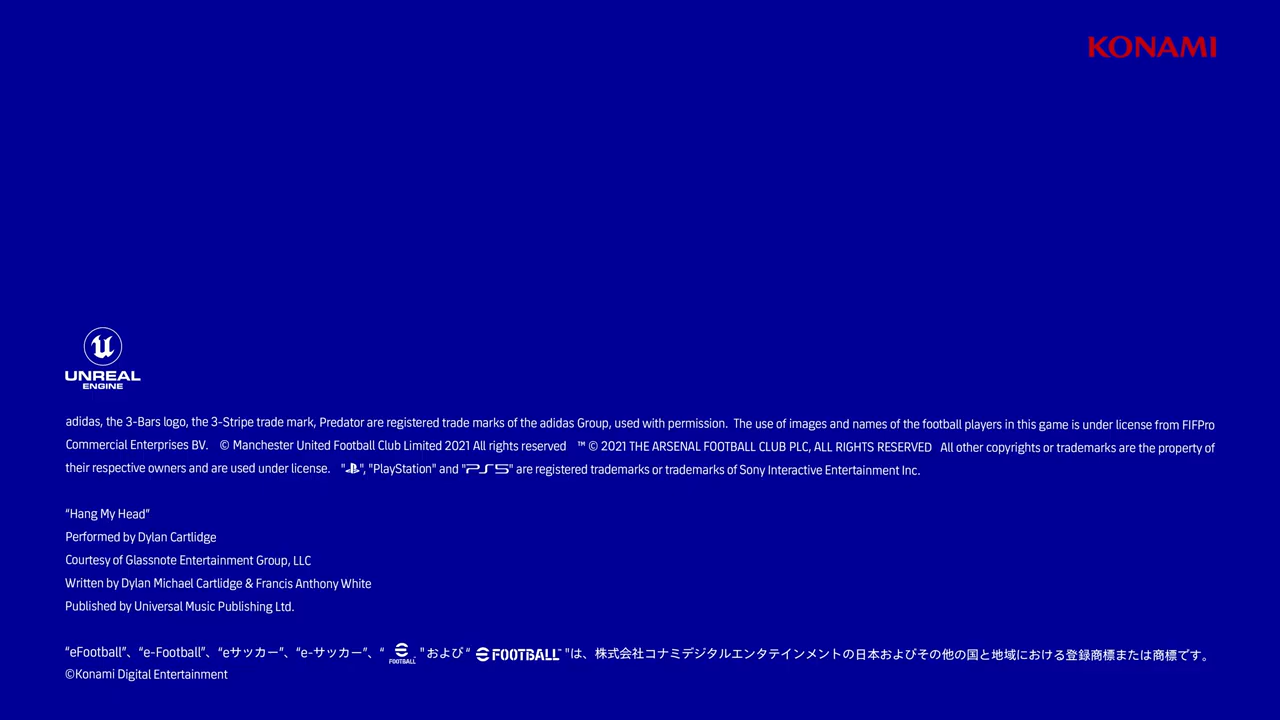 KONAMI
UNREAL
ENGINE
adidas, the 3-Bars logo, the 3-Stripe trade mark, Predator are registered trade marks of the adidas Group, used with permission.  The use of images and names of the football players in this game is under license from FIFPro
Commercial Enterprises BV.   © Manchester United Football Club Limited 2021 All rights reserved   ™ © 2021 THE ARSENAL FOOTBALL CLUB PLC, ALL RIGHTS RESERVED   All other copyrights or trademarks are the property of
their respective owners and are used under license.   "", "PlayStation" and "PS5" are registered trademarks or trademarks of Sony Interactive Entertainment Inc.
“Hang My Head”
Performed by Dylan Cartlidge
Courtesy of Glassnote Entertainment Group, LLC
Written by Dylan Michael Cartlidge & Francis Anthony White
Published by Universal Music Publishing Ltd.
“eFootball”、“e-Football”、“eサッカー”、“e-サッカー”、“ eFOOTBALL ”および“ eFOOTBALL™ ”は、株式会社コナミデジタルエンタテインメントの日本およびその他の国と地域における登録商標または商標です。
©Konami Digital Entertainment